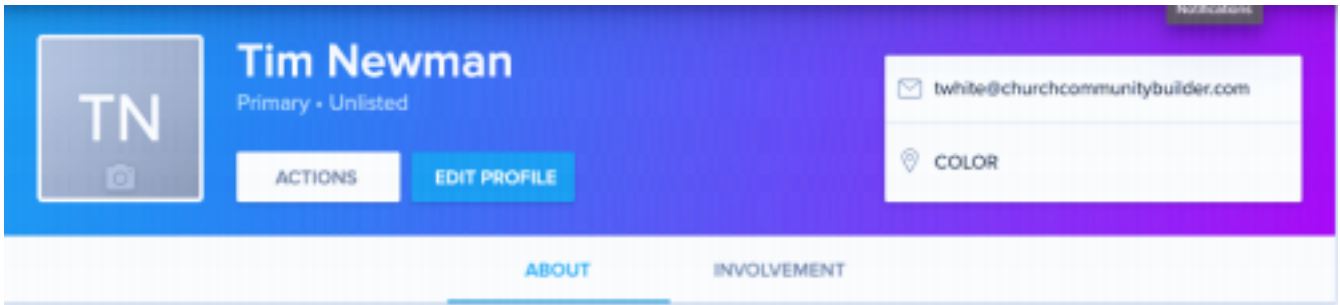 Notifications
TN
Tim Newman
Primary • Unlisted
ACTIONS
EDIT PROFILE
twhite@churchcommunitybuilder.com
COLOR
ABOUT
INVOLVEMENT